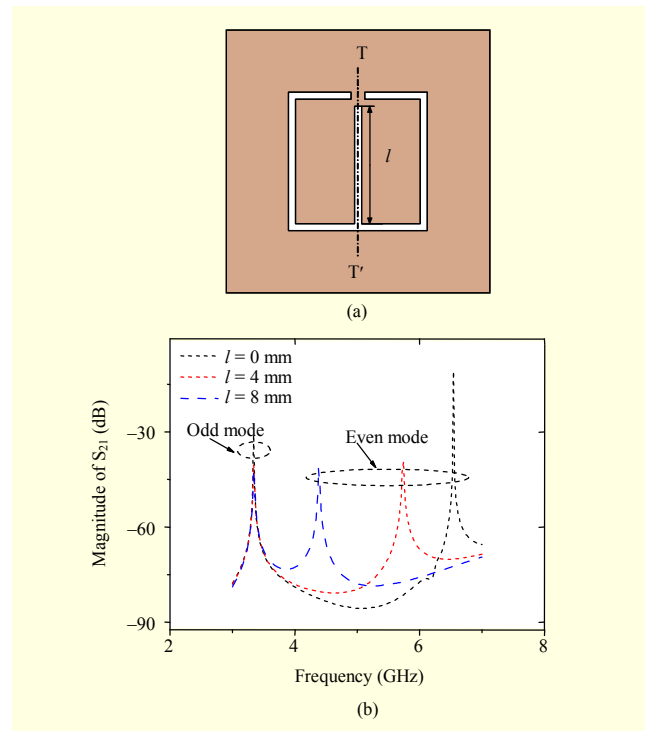 T
l
T′
(a)
l = 0 mm
l = 4 mm
l = 8 mm
Odd mode
Even mode
Magnitude of S21 (dB)
–30
–60
–90
2
4
6
8
Frequency (GHz)
(b)